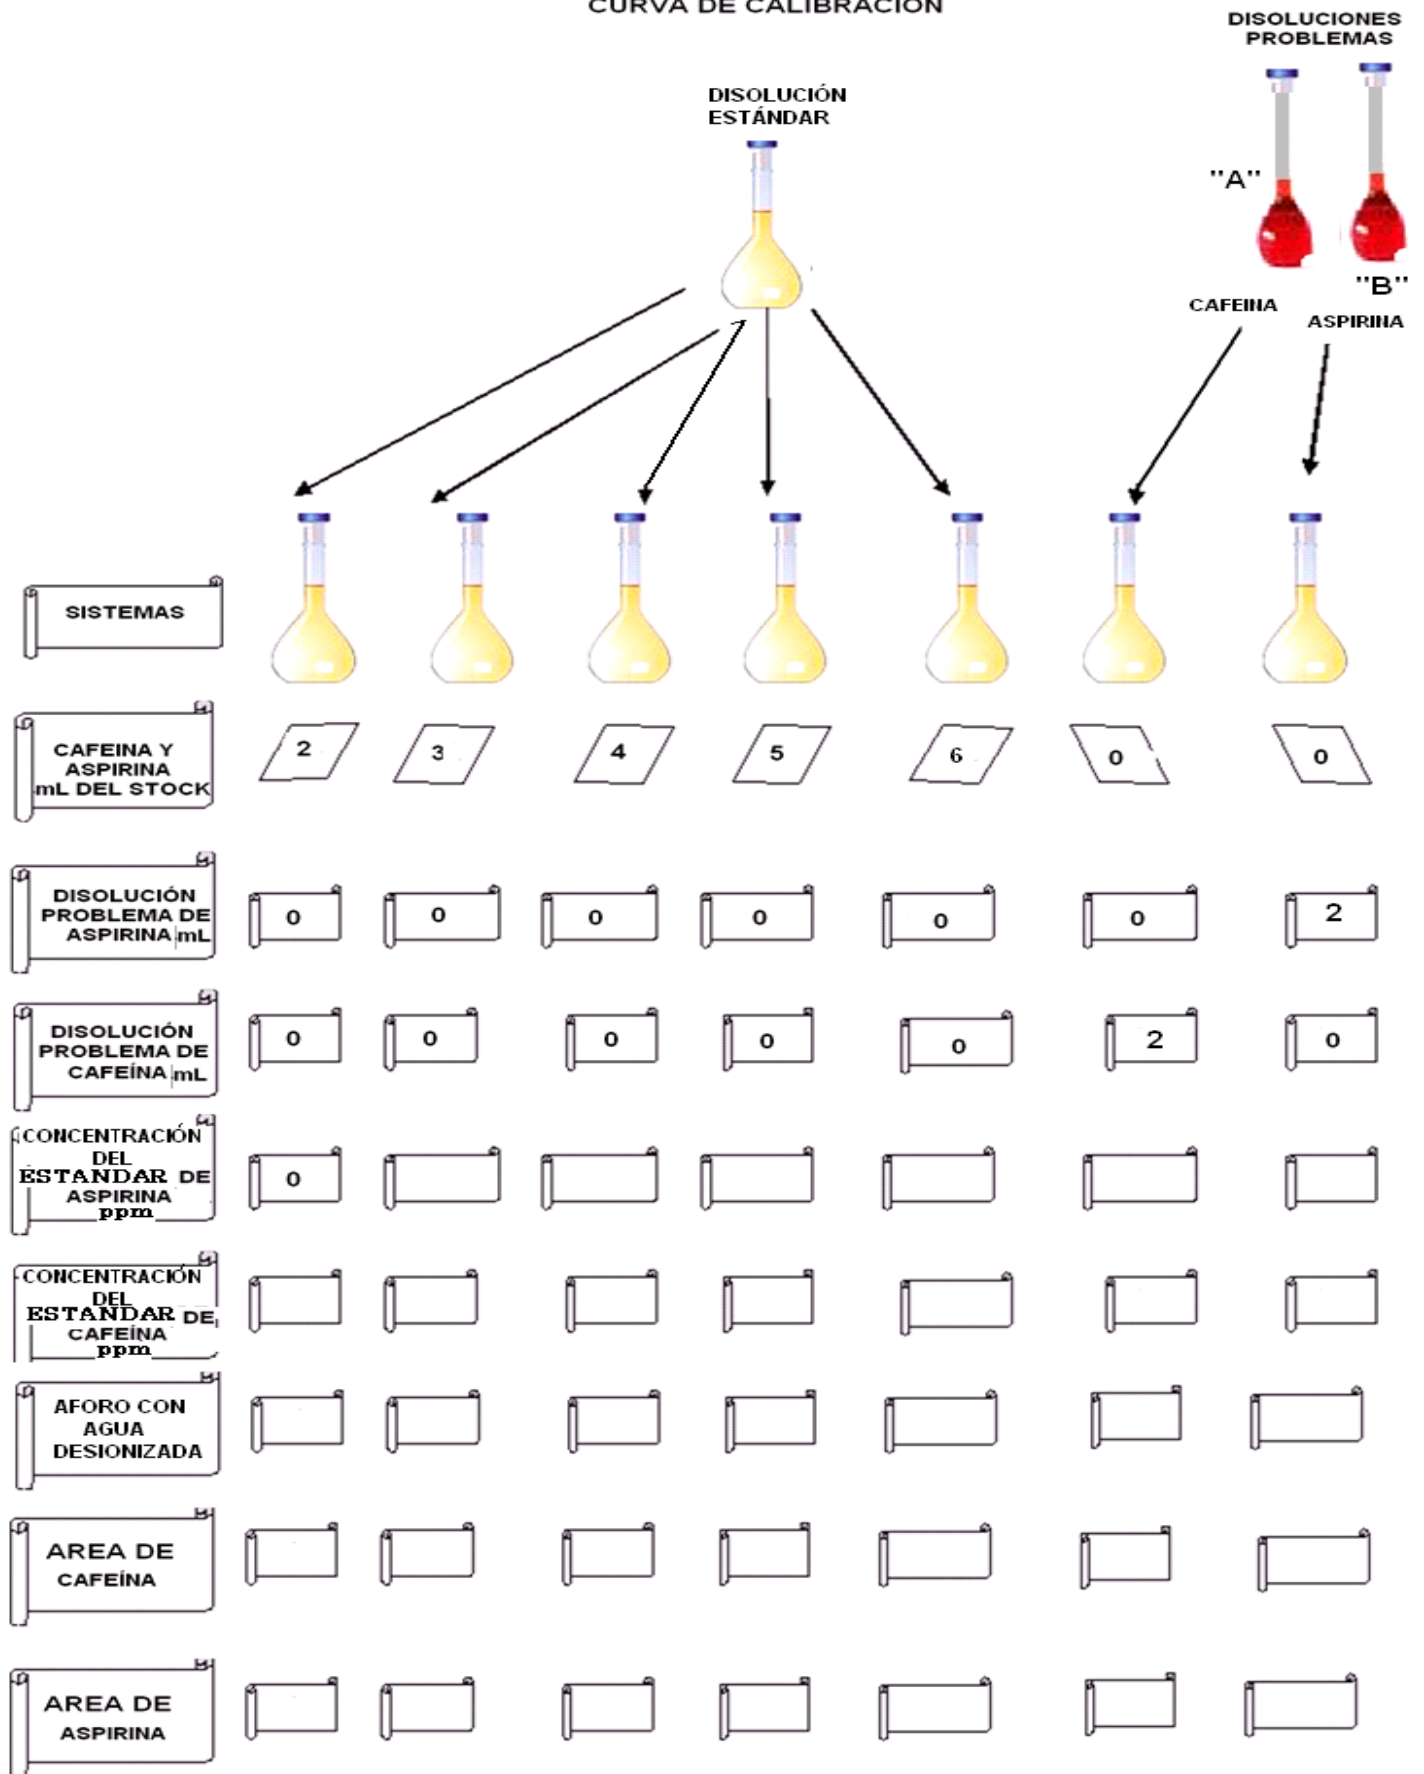 CURVA DE CALIBRACION
DISOLUCIONES
PROBLEMAS
DISOLUCIÓN
ESTÁNDAR
"A"
"B"
CAFEINA
ASPIRINA
SISTEMAS
CAFEINA Y
ASPIRINA
mL DEL STOCK
2 3 4 5 6 0 0
DISOLUCIÓN
PROBLEMA DE
ASPIRINA mL
0 0 0 0 0 0 2
DISOLUCIÓN
PROBLEMA DE
CAFEÍNA mL
0 0 0 0 0 2 0
CONCENTRACIÓN
DEL
ESTANDAR DE
ASPIRINA
ppm
0
CONCENTRACIÓN
DEL
ESTANDAR DE
CAFEÍNA
ppm
AFORO CON
AGUA
DESIONIZADA
AREA DE
CAFEÍNA
AREA DE
ASPIRINA